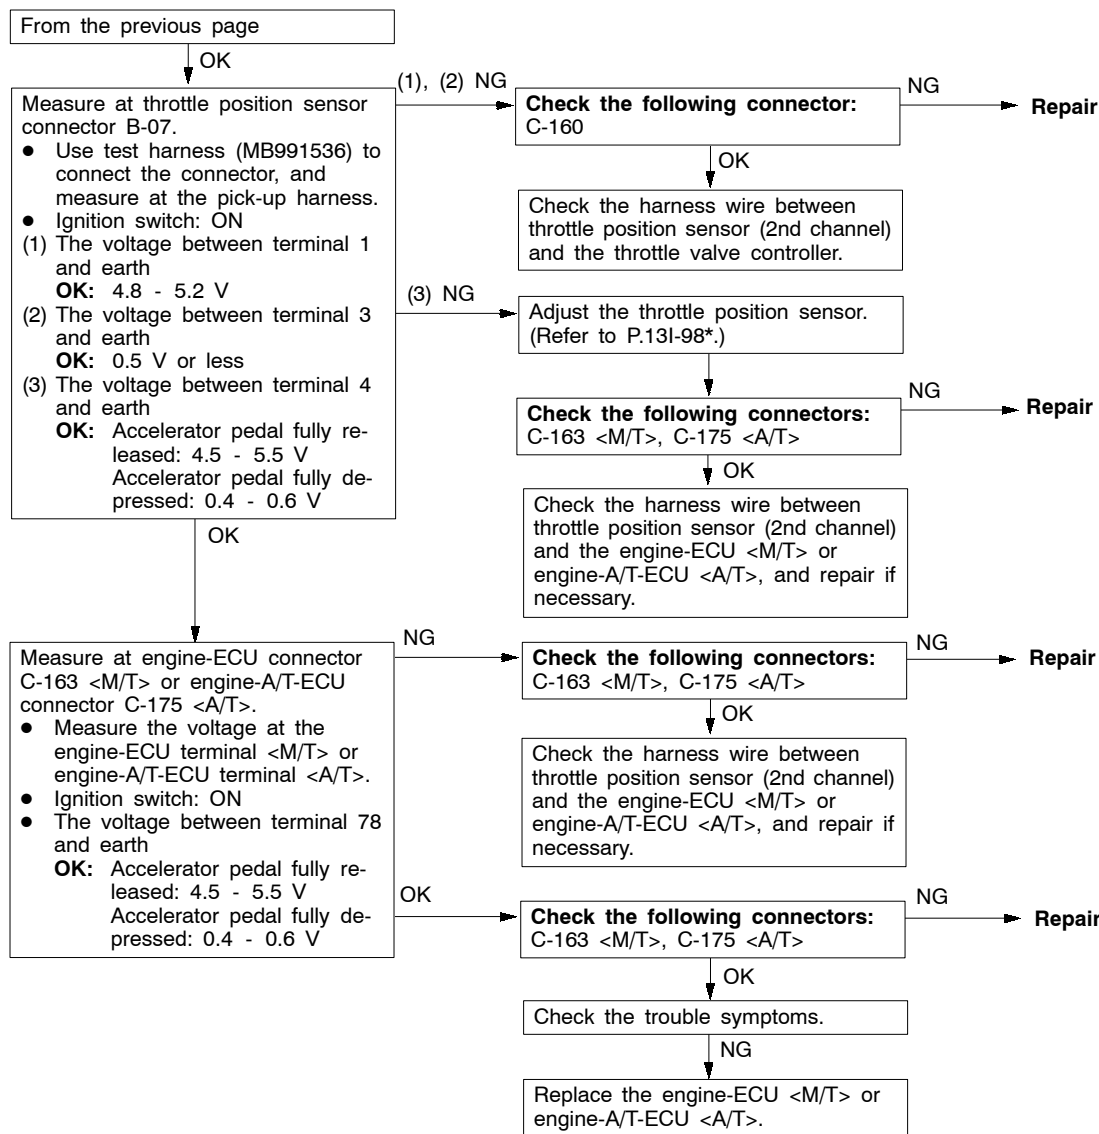 From the previous page
OK
Measure at throttle position sensor
connector B-07.
● Use test harness (MB991536) to
connect the connector, and
measure at the pick-up harness.
● Ignition switch: ON
(1) The voltage between terminal 1
and earth
OK: 4.8 - 5.2 V
(2) The voltage between terminal 3
and earth
OK: 0.5 V or less
(3) The voltage between terminal 4
and earth
OK: Accelerator pedal fully re-
leased: 4.5 - 5.5 V
Accelerator pedal fully de-
pressed: 0.4 - 0.6 V
(1), (2) NG
Check the following connector:
C-160
NG
Repair
OK
Check the harness wire between
throttle position sensor (2nd channel)
and the throttle valve controller.
(3) NG
Adjust the throttle position sensor.
(Refer to P.13I-98*.)
Check the following connectors:
C-163 <M/T>, C-175 <A/T>
NG
Repair
OK
Check the harness wire between
throttle position sensor (2nd channel)
and the engine-ECU <M/T> or
engine-A/T-ECU <A/T>, and repair if
necessary.
OK
Measure at engine-ECU connector
C-163 <M/T> or engine-A/T-ECU
connector C-175 <A/T>.
● Measure the voltage at the
engine-ECU terminal <M/T> or
engine-A/T-ECU terminal <A/T>.
● Ignition switch: ON
● The voltage between terminal 78
and earth
OK: Accelerator pedal fully re-
leased: 4.5 - 5.5 V
Accelerator pedal fully de-
pressed: 0.4 - 0.6 V
NG
Check the following connectors:
C-163 <M/T>, C-175 <A/T>
NG
Repair
OK
Check the harness wire between
throttle position sensor (2nd channel)
and the engine-ECU <M/T> or
engine-A/T-ECU <A/T>, and repair if
necessary.
OK
Check the following connectors:
C-163 <M/T>, C-175 <A/T>
NG
Repair
OK
Check the trouble symptoms.
NG
Replace the engine-ECU <M/T> or
engine-A/T-ECU <A/T>.